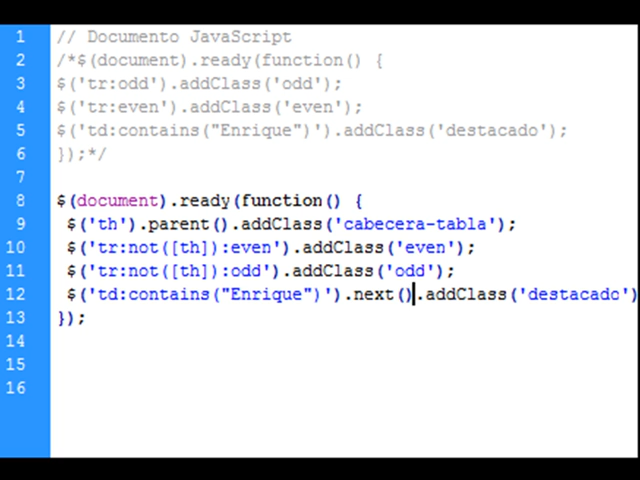 1 // Documento JavaScript
2 /*$(document).ready(function() {
3 $('tr:odd').addClass('odd');
4 $('tr:even').addClass('even');
5 $('td:contains("Enrique")').addClass('destacado');
6 });*/
7
8 $(document).ready(function() {
9 $('th').parent().addClass('cabecera-tabla');
10 $('tr:not([th]):even').addClass('even');
11 $('tr:not([th]):odd').addClass('odd');
12 $('td:contains("Enrique")').next().addClass('destacado')
13 });
14
15
16